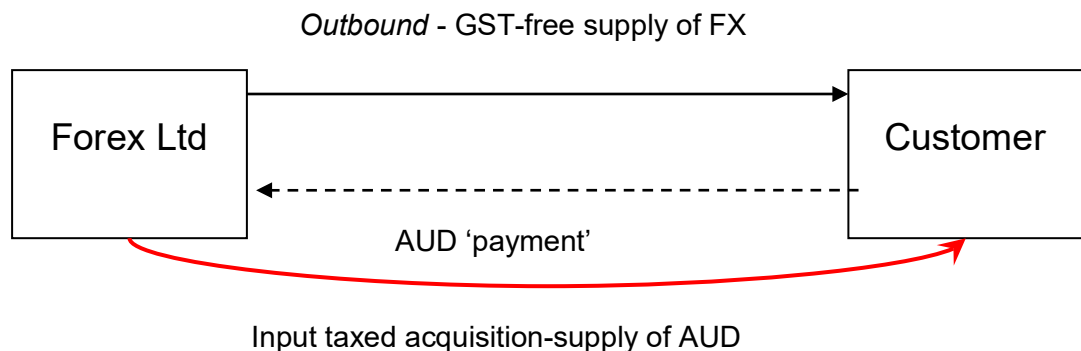 Outbound - GST-free supply of FX
Forex Ltd
Customer
AUD ‘payment’
Input taxed acquisition-supply of AUD